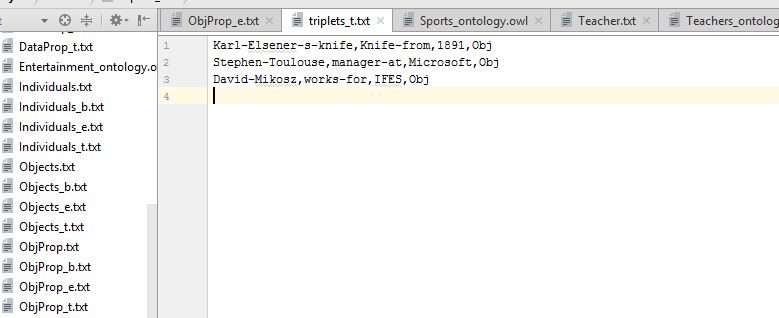 ObjProp_e.txt triplets_t.txt Sports_ontology.owl Teacher.txt Teachers_ontolog
DataProp_t.txt
Entertainment_ontology.o
Individuals.txt
Individuals_b.txt
Individuals_e.txt
Individuals_t.txt
Objects.txt
Objects_b.txt
Objects_e.txt
Objects_t.txt
ObjProp.txt
ObjProp_b.txt
ObjProp_e.txt
ObjProp_t.txt
1 Karl-Elsener-s-knife,Knife-from,1891,Obj
2 Stephen-Toulouse,manager-at,Microsoft,Obj
3 David-Mikosz,works-for,IFES,Obj
4